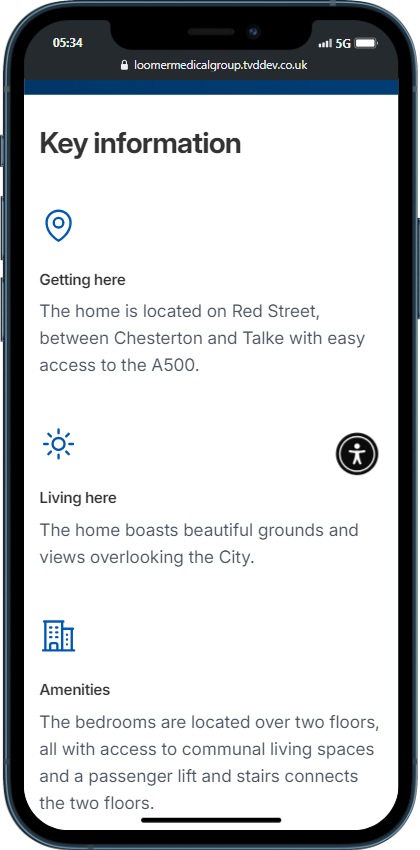 05:34
5G
loomermedicalgroup.tvddev.co.uk
Key information
Getting here
The home is located on Red Street,
between Chesterton and Talke with easy
access to the A500.
Living here
The home boasts beautiful grounds and
views overlooking the City.
Amenities
The bedrooms are located over two floors,
all with access to communal living spaces
and a passenger lift and stairs connects
the two floors.